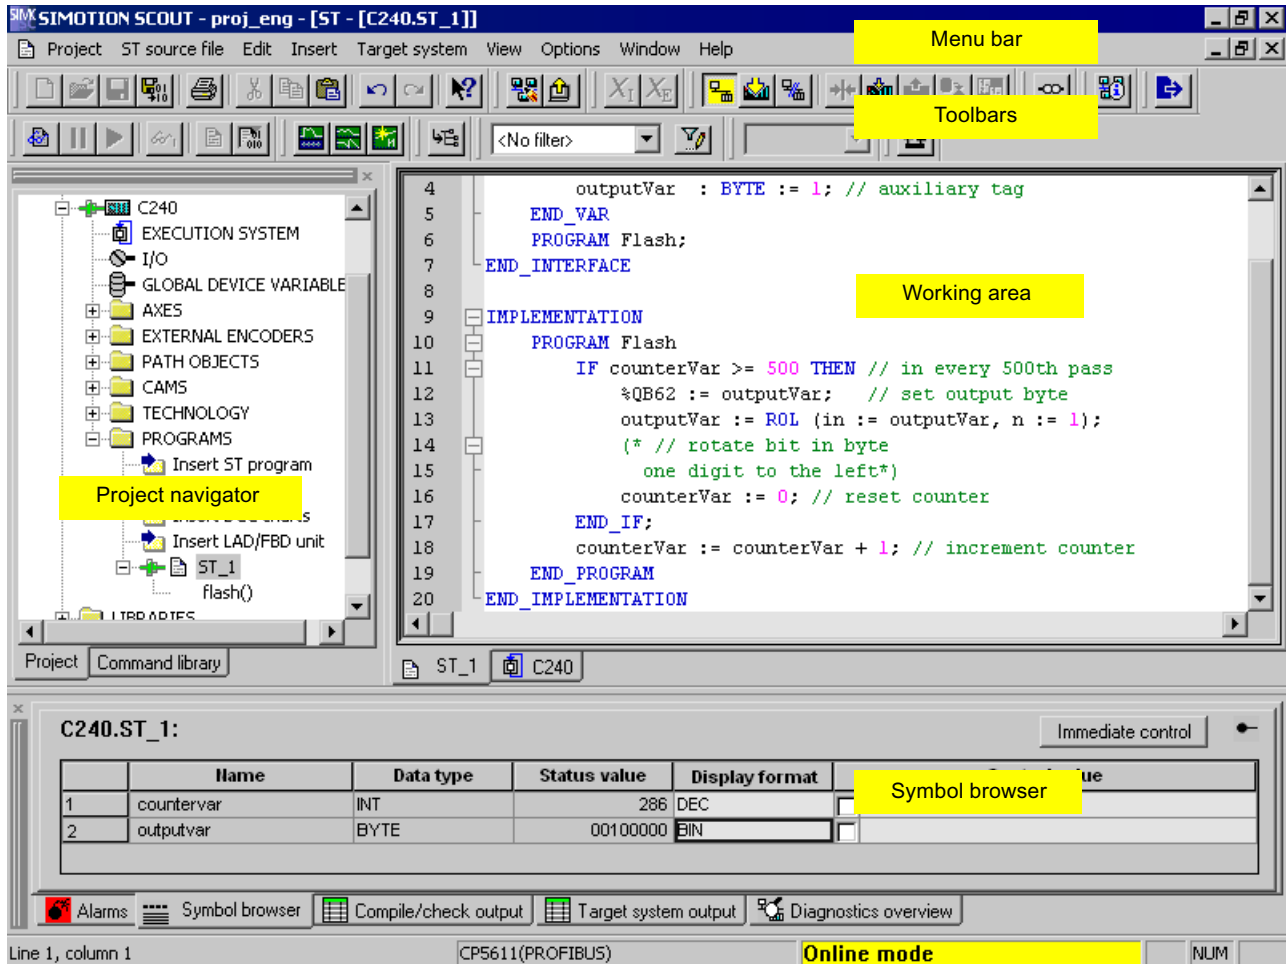 SIMOTION SCOUT - proj_eng - [ST - [C240.ST_1]]
Project ST source file Edit Insert Target system View Options Window Help
Menu bar
Toolbars
<No filter>
C240
EXECUTION SYSTEM
I/O
GLOBAL DEVICE VARIABLE
AXES
EXTERNAL ENCODERS
PATH OBJECTS
CAMS
TECHNOLOGY
PROGRAMS
Insert ST program
Project navigator
Insert LAD/FBD unit
ST_1
flash()
LIBRARIES
Project Command library
4 outputVar : BYTE := 1; // auxiliary tag
5 END_VAR
6 PROGRAM Flash;
7 END_INTERFACE
8
Working area
9 IMPLEMENTATION
10 PROGRAM Flash
11 IF counterVar >= 500 THEN // in every 500th pass
12 %QB62 := outputVar; // set output byte
13 outputVar := ROL (in := outputVar, n := 1);
14 (* // rotate bit in byte
15 one digit to the left*)
16 counterVar := 0; // reset counter
17 END_IF;
18 counterVar := counterVar + 1; // increment counter
19 END_PROGRAM
20 END_IMPLEMENTATION
ST_1 C240
C240.ST_1:
Immediate control
Name Data type Status value Display format
1 countervar INT 286 DEC
2 outputvar BYTE 00100000 BIN
Symbol browser
Alarms Symbol browser Compile/check output Target system output Diagnostics overview
Line 1, column 1 CP5611(PROFIBUS) Online mode NUM